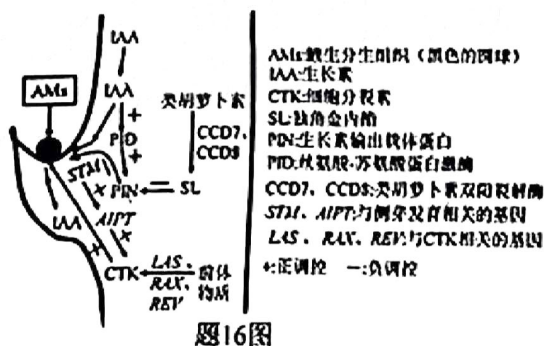 IAA
AMs
IAA
类胡萝卜素
+
PID
+
CCD7、
CCD8
STM
×
PIN
SL
IAA
AIPT
×
CTK
LAS、
RAX、
REV
前体
物质
AMs:腋生分生组织（黑色的圆球）
IAA:生长素
CTK:细胞分裂素
SL:独角金内酯
PIN:生长素输出载体蛋白
PID:丝氨酸-苏氨酸蛋白激酶
CCD7、CCD8:类胡萝卜素双加氧裂解酶
STM、AIPT:与侧芽发育相关的基因
LAS、RAX、REV:与CTK相关的基因
+:正调控 —:负调控
题16图